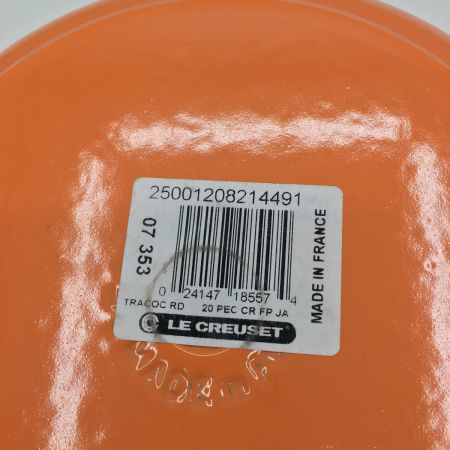 25001208214491
07 353
0 24147 18557 4
TRACOC RD 20 PEC CR FP JA
LE CREUSET
MADE IN FRANCE